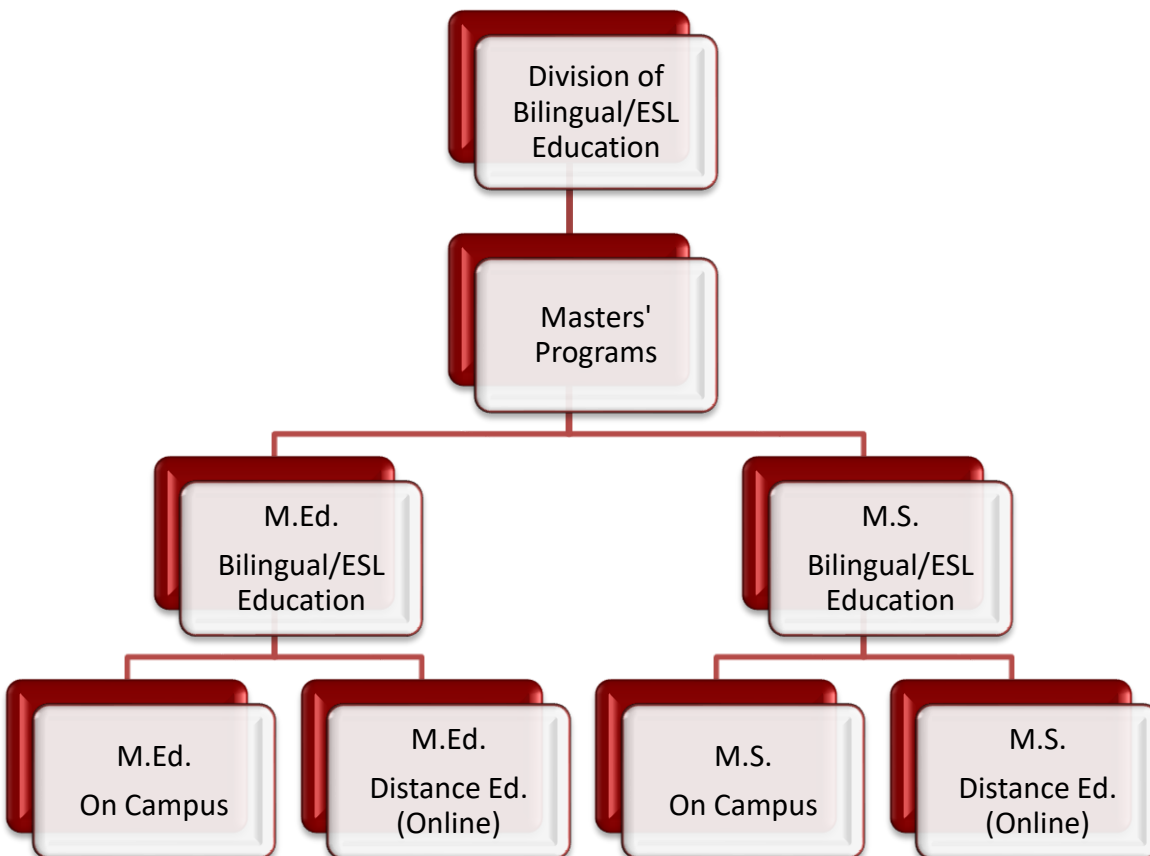 Division of
Bilingual/ESL
Education
Masters'
Programs
M.Ed.
Bilingual/ESL
Education
M.S.
Bilingual/ESL
Education
M.Ed.
On Campus
M.Ed.
Distance Ed.
(Online)
M.S.
On Campus
M.S.
Distance Ed.
(Online)